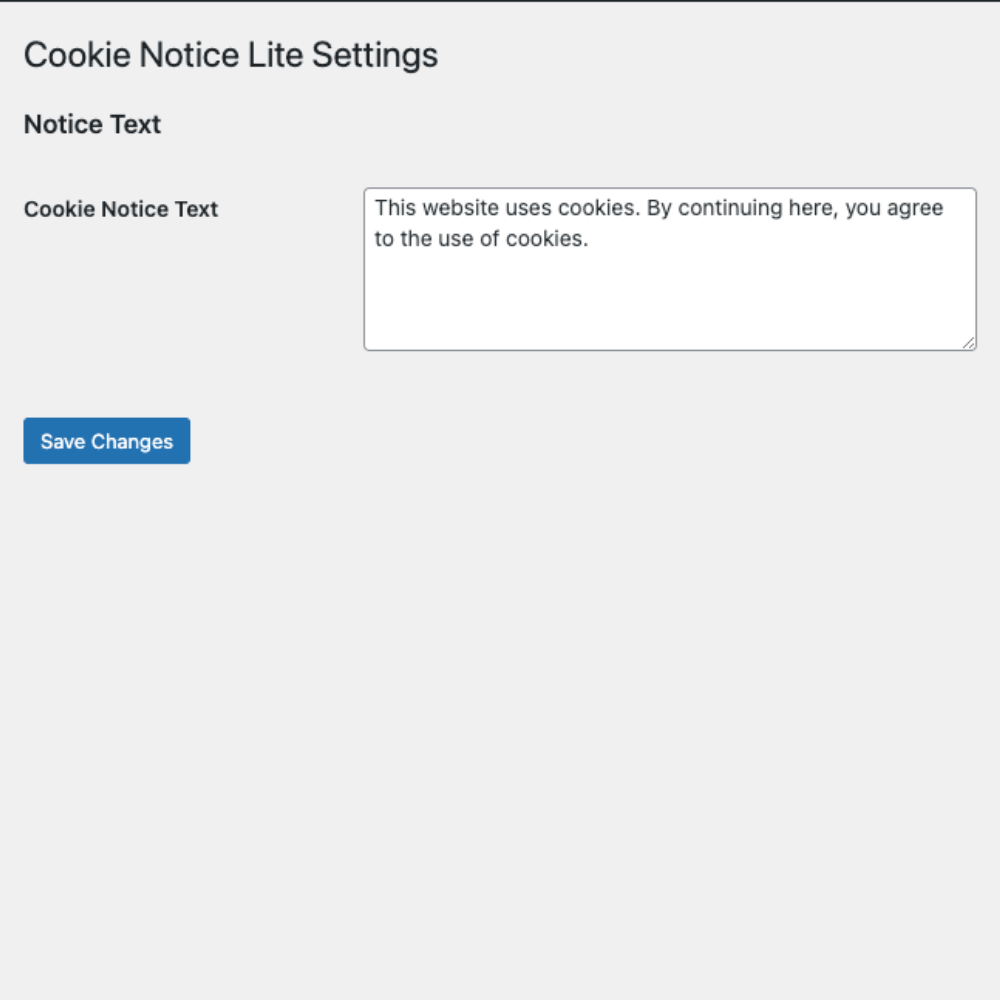 Cookie Notice Lite Settings
Notice Text
Cookie Notice Text
This website uses cookies. By continuing here, you agree
to the use of cookies.
Save Changes